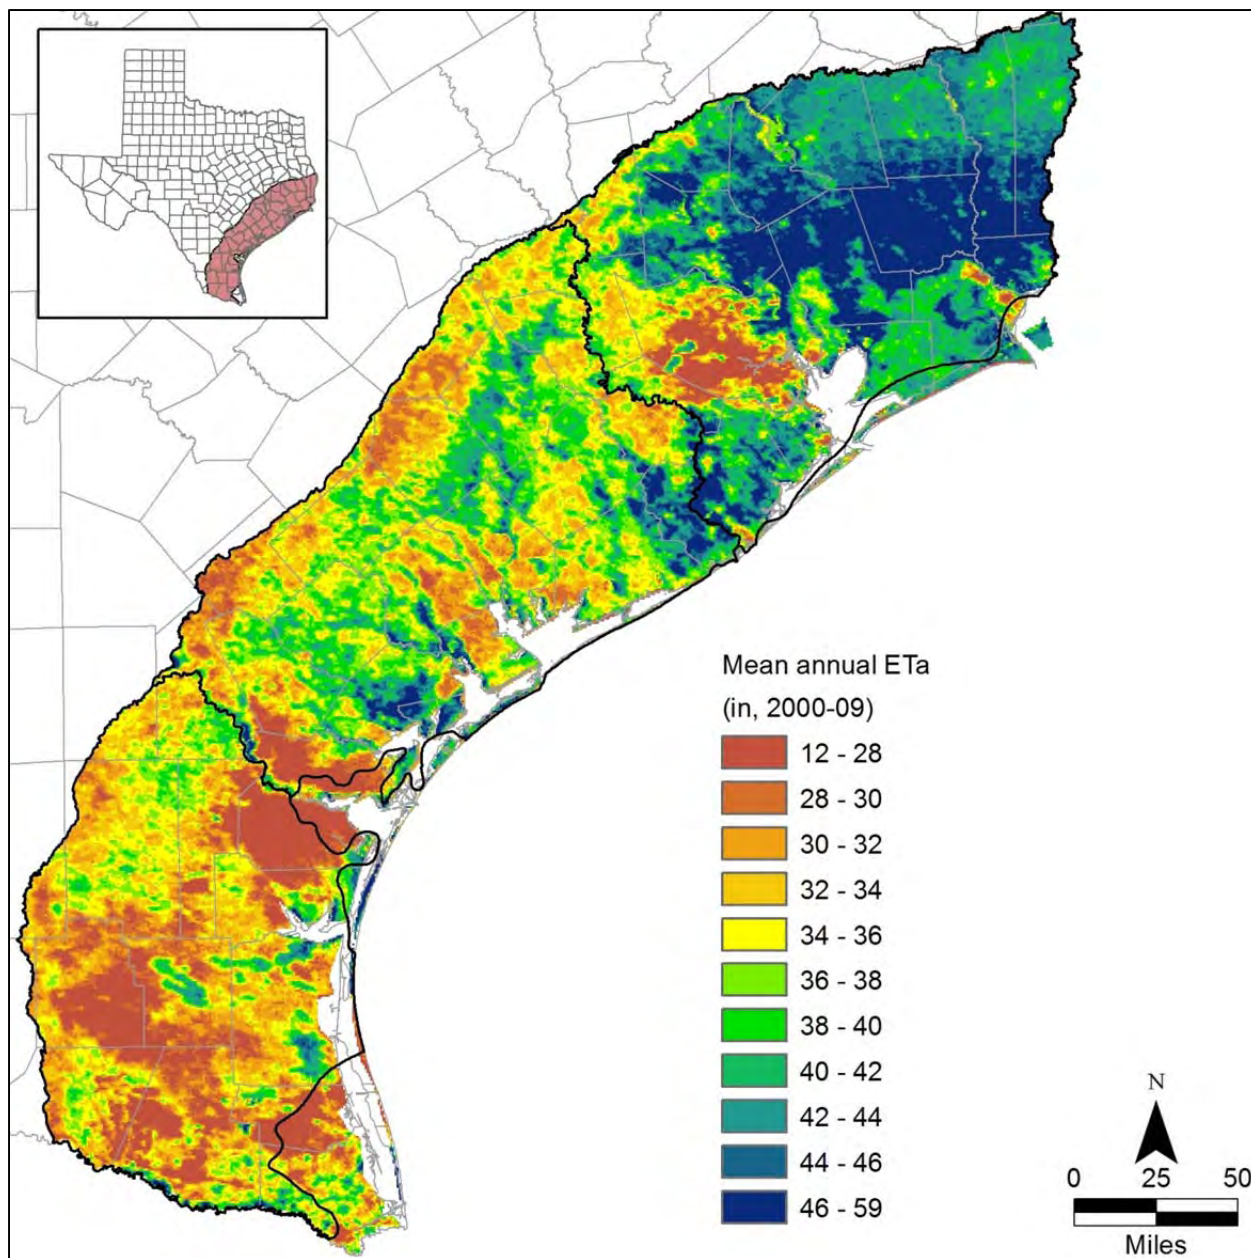 Mean annual ETa
(in, 2000-09)
12 - 28
28 - 30
30 - 32
32 - 34
34 - 36
36 - 38
38 - 40
40 - 42
42 - 44
44 - 46
46 - 59
N
0 25 50
Miles